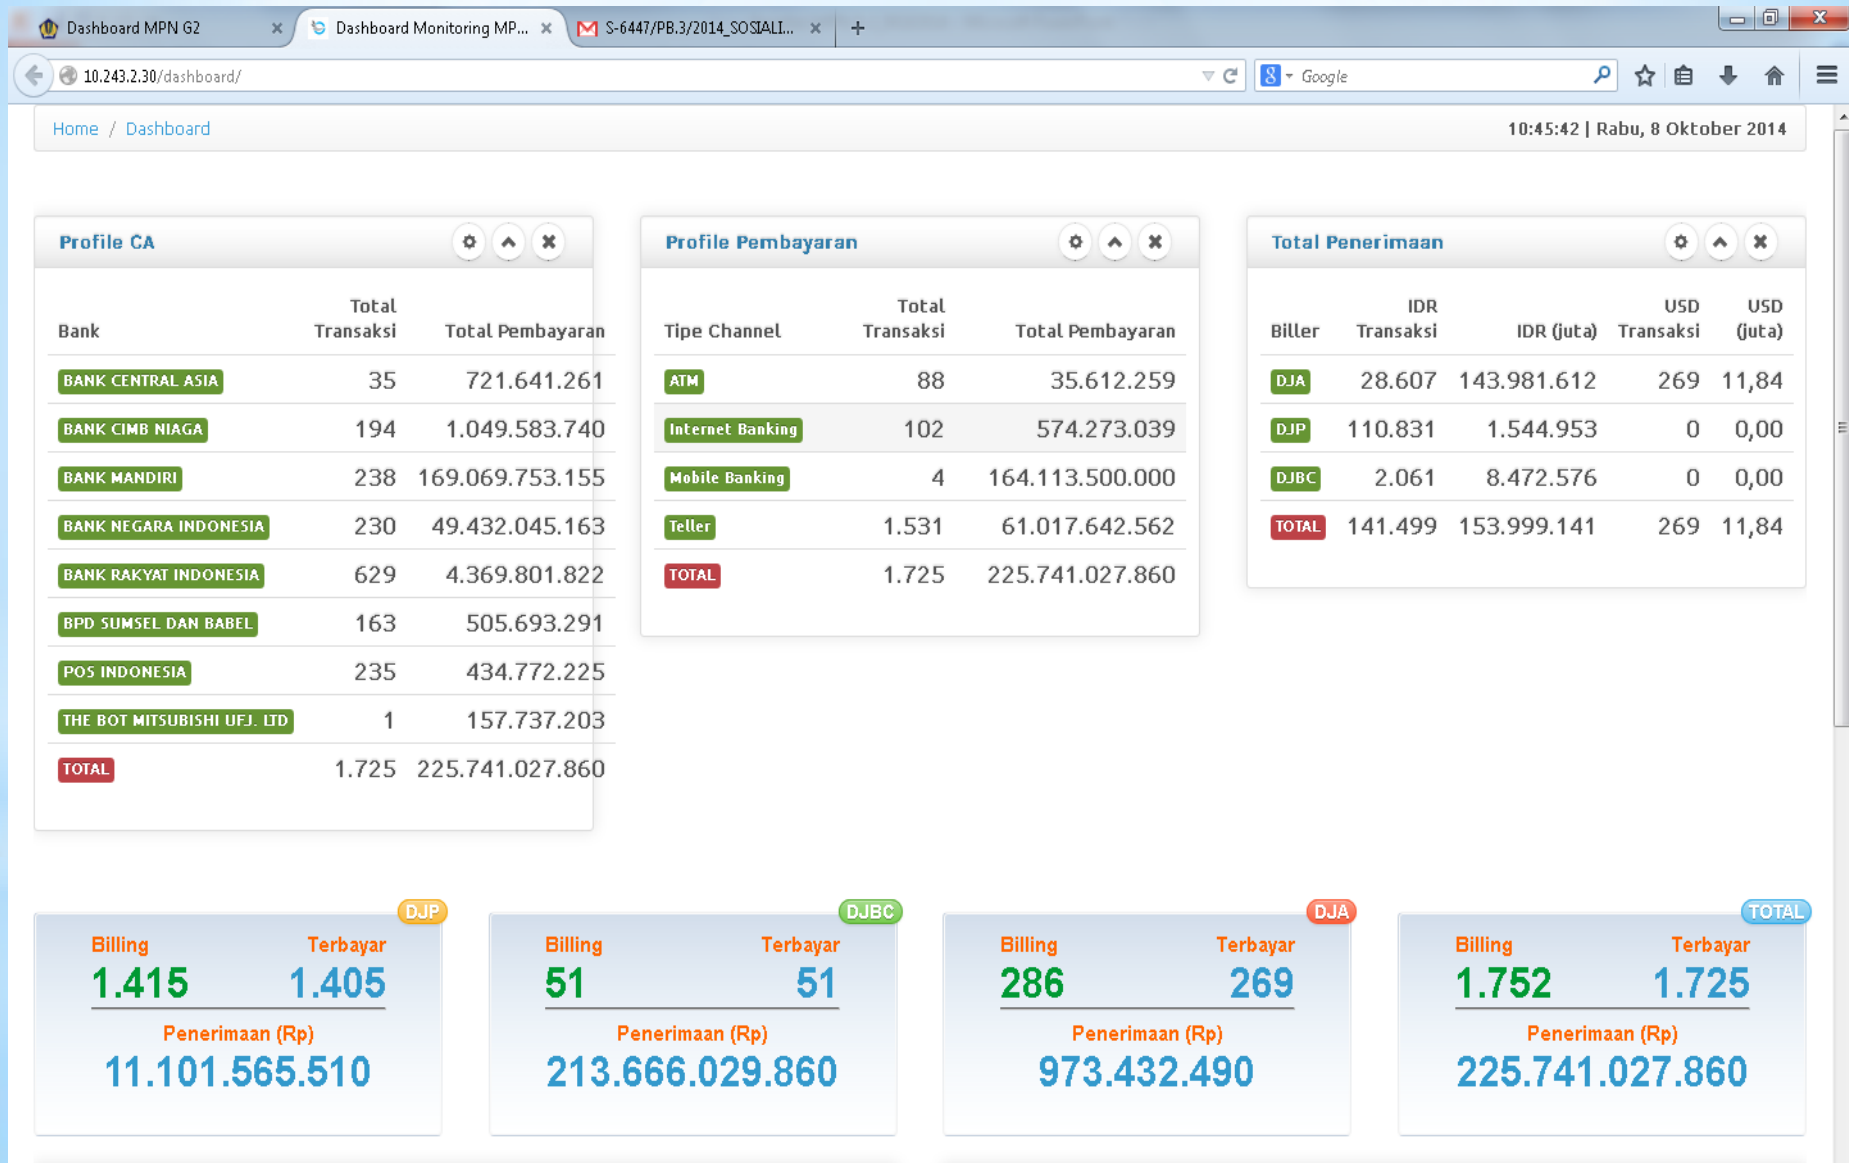 Dashboard MPN G2
Dashboard Monitoring MP...
S-6447/PB.3/2014_SOSIALI...
10.243.2.30/dashboard/
Google
Home / Dashboard
10:45:42 | Rabu, 8 Oktober 2014
Profile CA
Bank Total Transaksi Total Pembayaran
BANK CENTRAL ASIA 35 721.641.261
BANK CIMB NIAGA 194 1.049.583.740
BANK MANDIRI 238 169.069.753.155
BANK NEGARA INDONESIA 230 49.432.045.163
BANK RAKYAT INDONESIA 629 4.369.801.822
BPD SUMSEL DAN BABEL 163 505.693.291
POS INDONESIA 235 434.772.225
THE BOT MITSUBISHI UFJ. LTD 1 157.737.203
TOTAL 1.725 225.741.027.860
Profile Pembayaran
Tipe Channel Total Transaksi Total Pembayaran
ATM 88 35.612.259
Internet Banking 102 574.273.039
Mobile Banking 4 164.113.500.000
Teller 1.531 61.017.642.562
TOTAL 1.725 225.741.027.860
Total Penerimaan
Biller IDR Transaksi IDR (juta) USD Transaksi USD (juta)
DJA 28.607 143.981.612 269 11,84
DJP 110.831 1.544.953 0 0,00
DJBC 2.061 8.472.576 0 0,00
TOTAL 141.499 153.999.141 269 11,84
DJP
Billing Terbayar
1.415 1.405
Penerimaan (Rp)
11.101.565.510
DJBC
Billing Terbayar
51 51
Penerimaan (Rp)
213.666.029.860
DJA
Billing Terbayar
286 269
Penerimaan (Rp)
973.432.490
TOTAL
Billing Terbayar
1.752 1.725
Penerimaan (Rp)
225.741.027.860